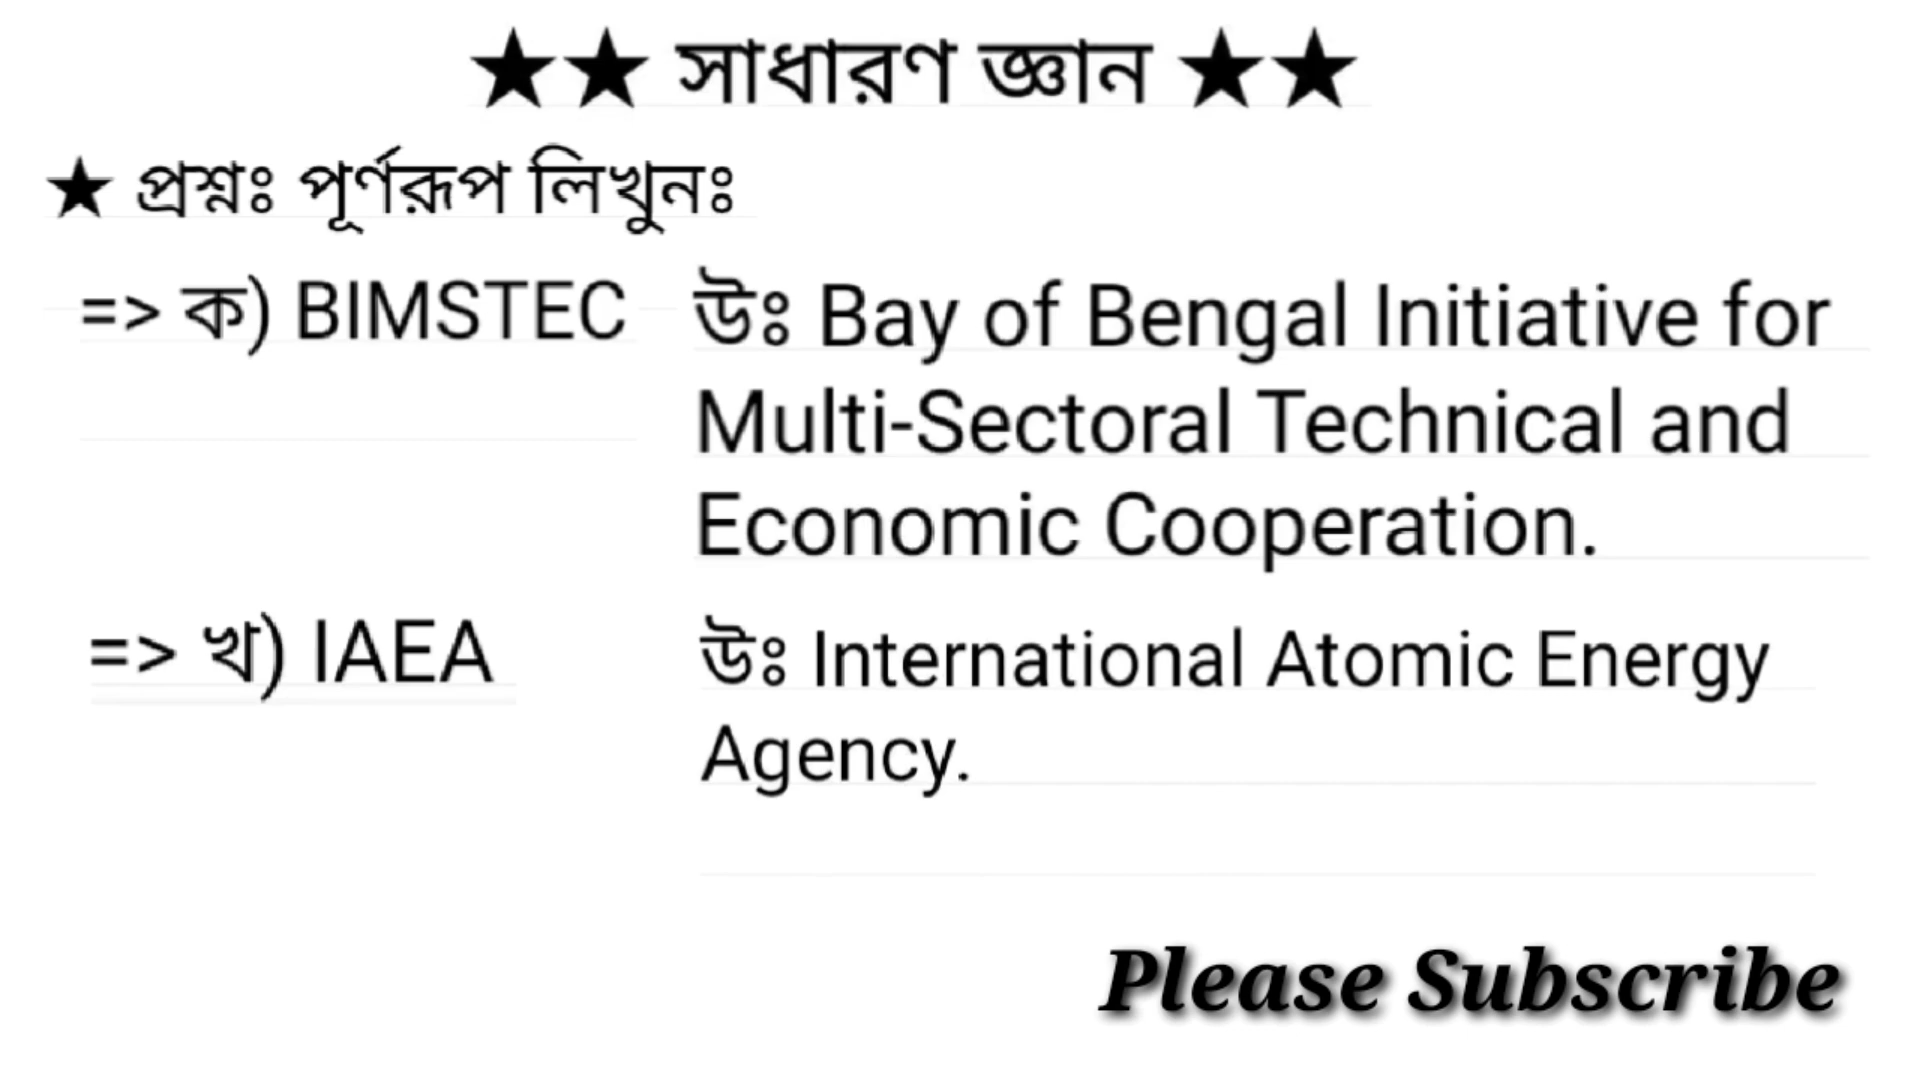 ★★ সাধারণ জ্ঞান ★★
★ প্রশ্নঃ পূর্ণরূপ লিখুনঃ
=> ক) BIMSTEC উঃ Bay of Bengal Initiative for
Multi-Sectoral Technical and
Economic Cooperation.
=> খ) IAEA উঃ International Atomic Energy
Agency.
Please Subscribe